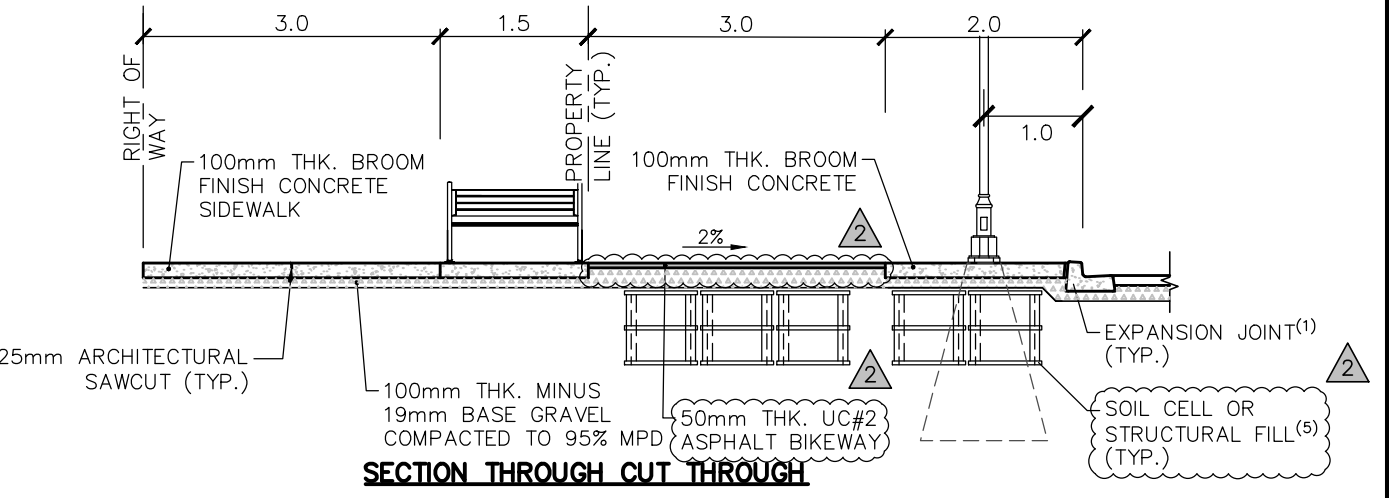 3.0
1.5
3.0
2.0
1.0
RIGHT OF
WAY
PROPERTY
LINE (TYP.)
100mm THK. BROOM
FINISH CONCRETE
SIDEWALK
100mm THK. BROOM
FINISH CONCRETE
2%
2
25mm ARCHITECTURAL
SAWCUT (TYP.)
100mm THK. MINUS
19mm BASE GRAVEL
COMPACTED TO 95% MPD
2
50mm THK. UC#2
ASPHALT BIKEWAY
EXPANSION JOINT(1)
(TYP.)
2
SOIL CELL OR
STRUCTURAL FILL(5)
(TYP.)
SECTION THROUGH CUT THROUGH